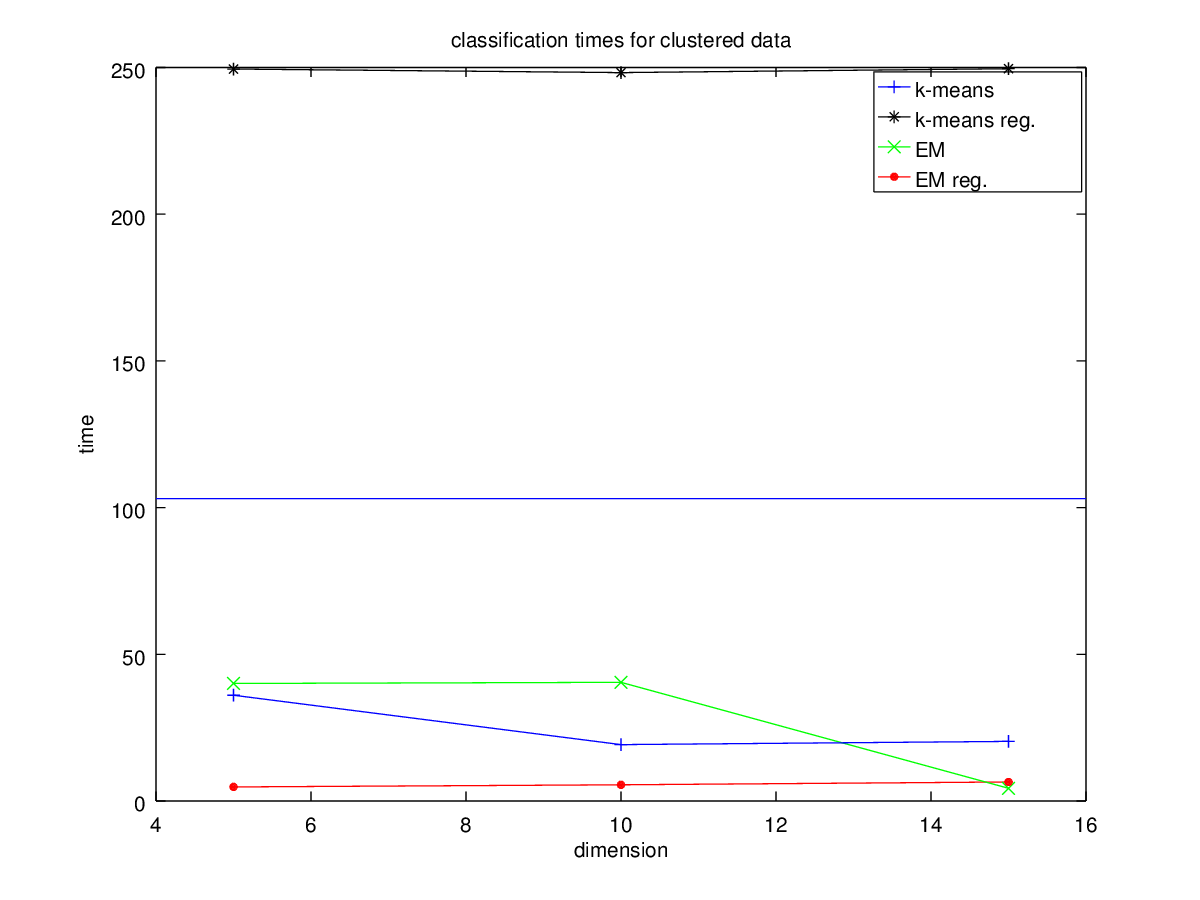 classification times for clustered data
250
200
150
100
50
0
time
k-means
k-means reg.
EM
EM reg.
4 6 8 10 12 14 16
dimension